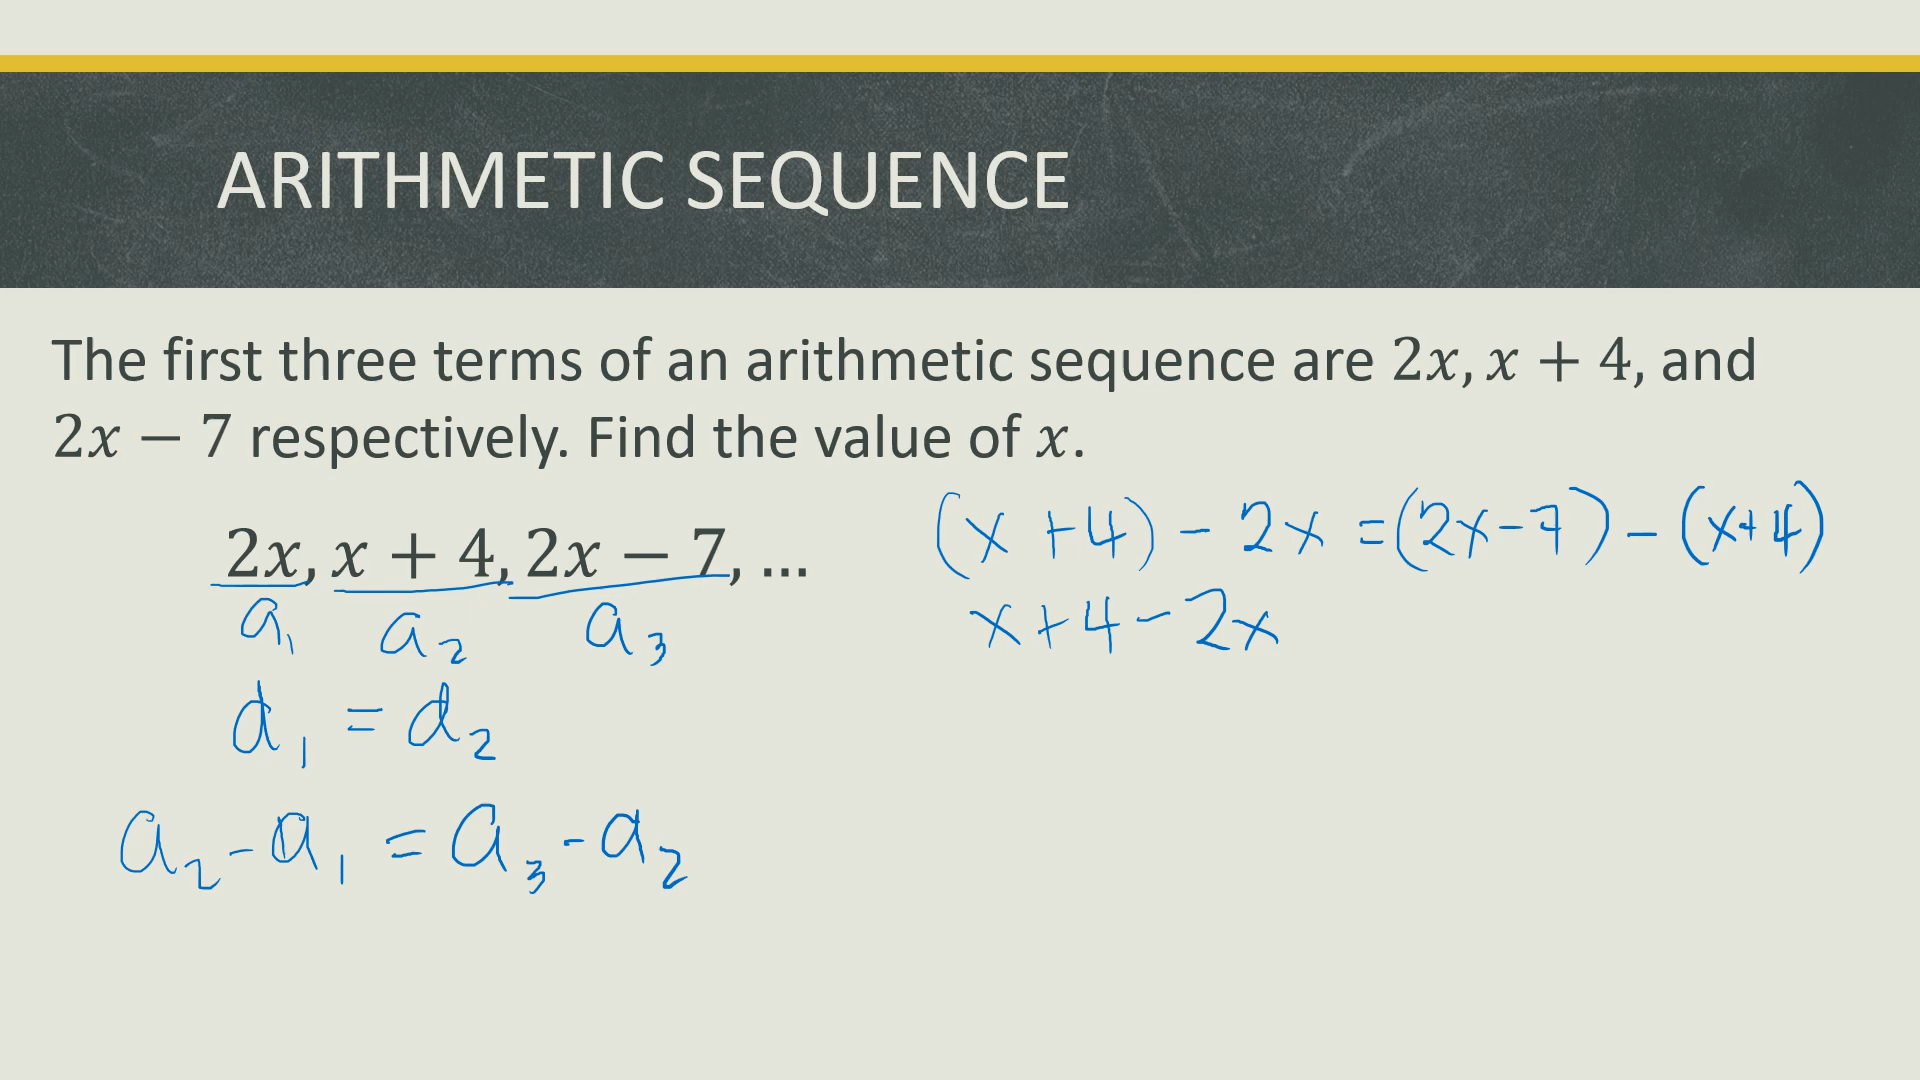 ARITHMETIC SEQUENCE
The first three terms of an arithmetic sequence are 2x, x + 4, and
2x − 7 respectively. Find the value of x.
2x, x + 4, 2x − 7, …
a₁ a₂ a₃
d₁ = d₂
a₂ - a₁ = a₃ - a₂
(x + 4) - 2x = (2x - 7) - (x + 4)
x + 4 - 2x